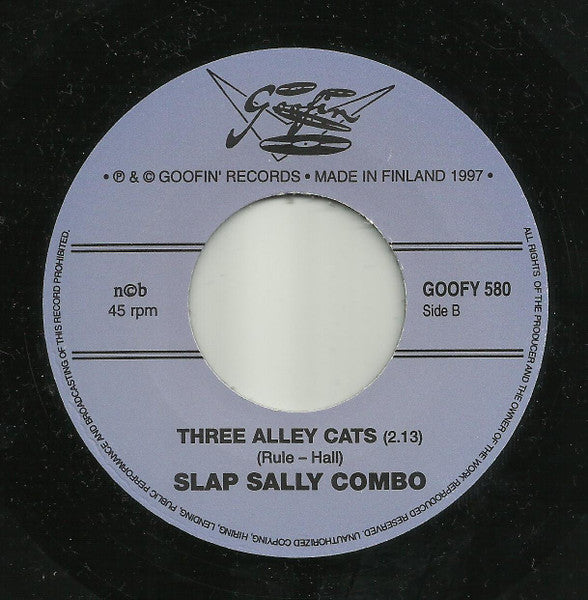 Goofin'
• ℗ & © GOOFIN' RECORDS • MADE IN FINLAND 1997 •
n©b
45 rpm
GOOFY 580
Side B
THREE ALLEY CATS (2.13)
(Rule – Hall)
SLAP SALLY COMBO
ALL RIGHTS OF THE PRODUCER AND THE OWNER OF THE WORK REPRODUCED RESERVED. UNAUTHORIZED COPYING, HIRING, LENDING, PUBLIC PERFORMANCE AND BROADCASTING OF THIS RECORD PROHIBITED.